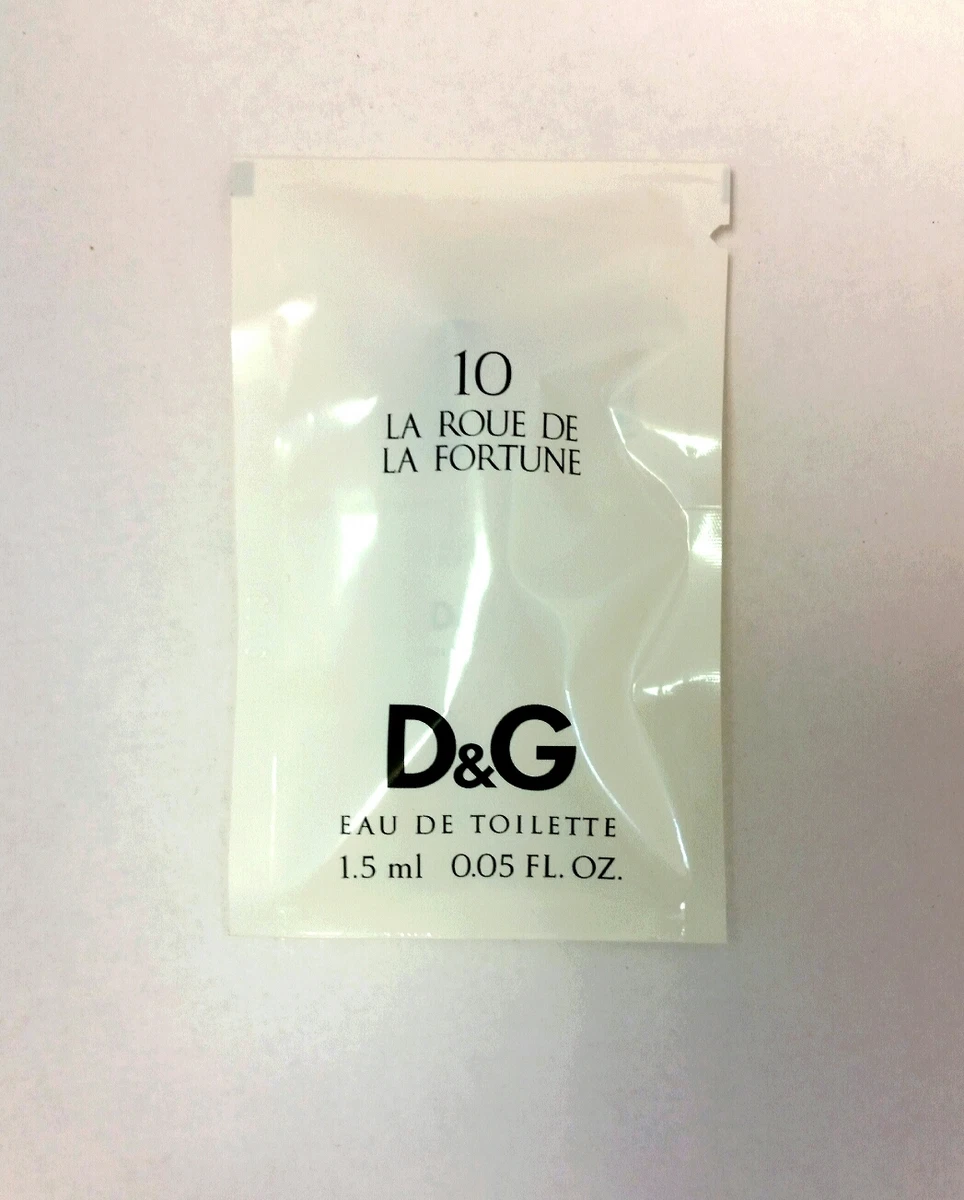 10
LA ROUE DE
LA FORTUNE
D&G
EAU DE TOILETTE
1.5 ml 0.05 FL. OZ.